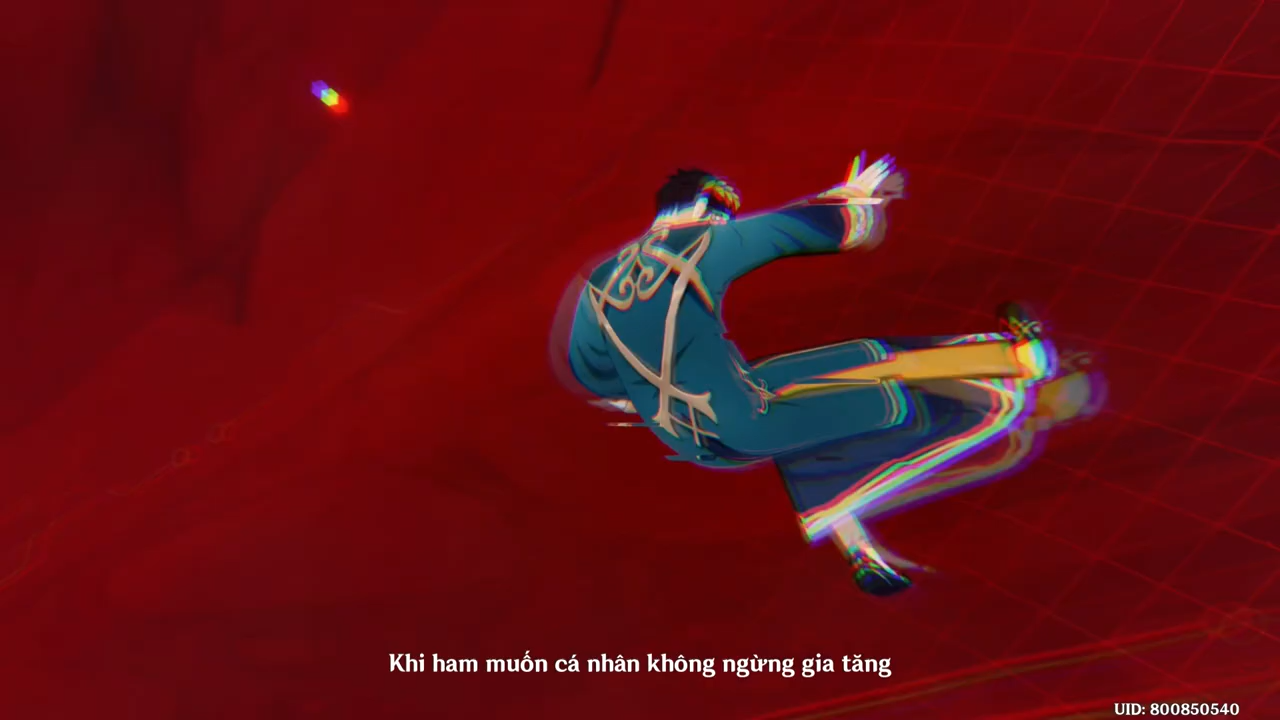 Khi ham muốn cá nhân không ngừng gia tăng
UID: 800850540